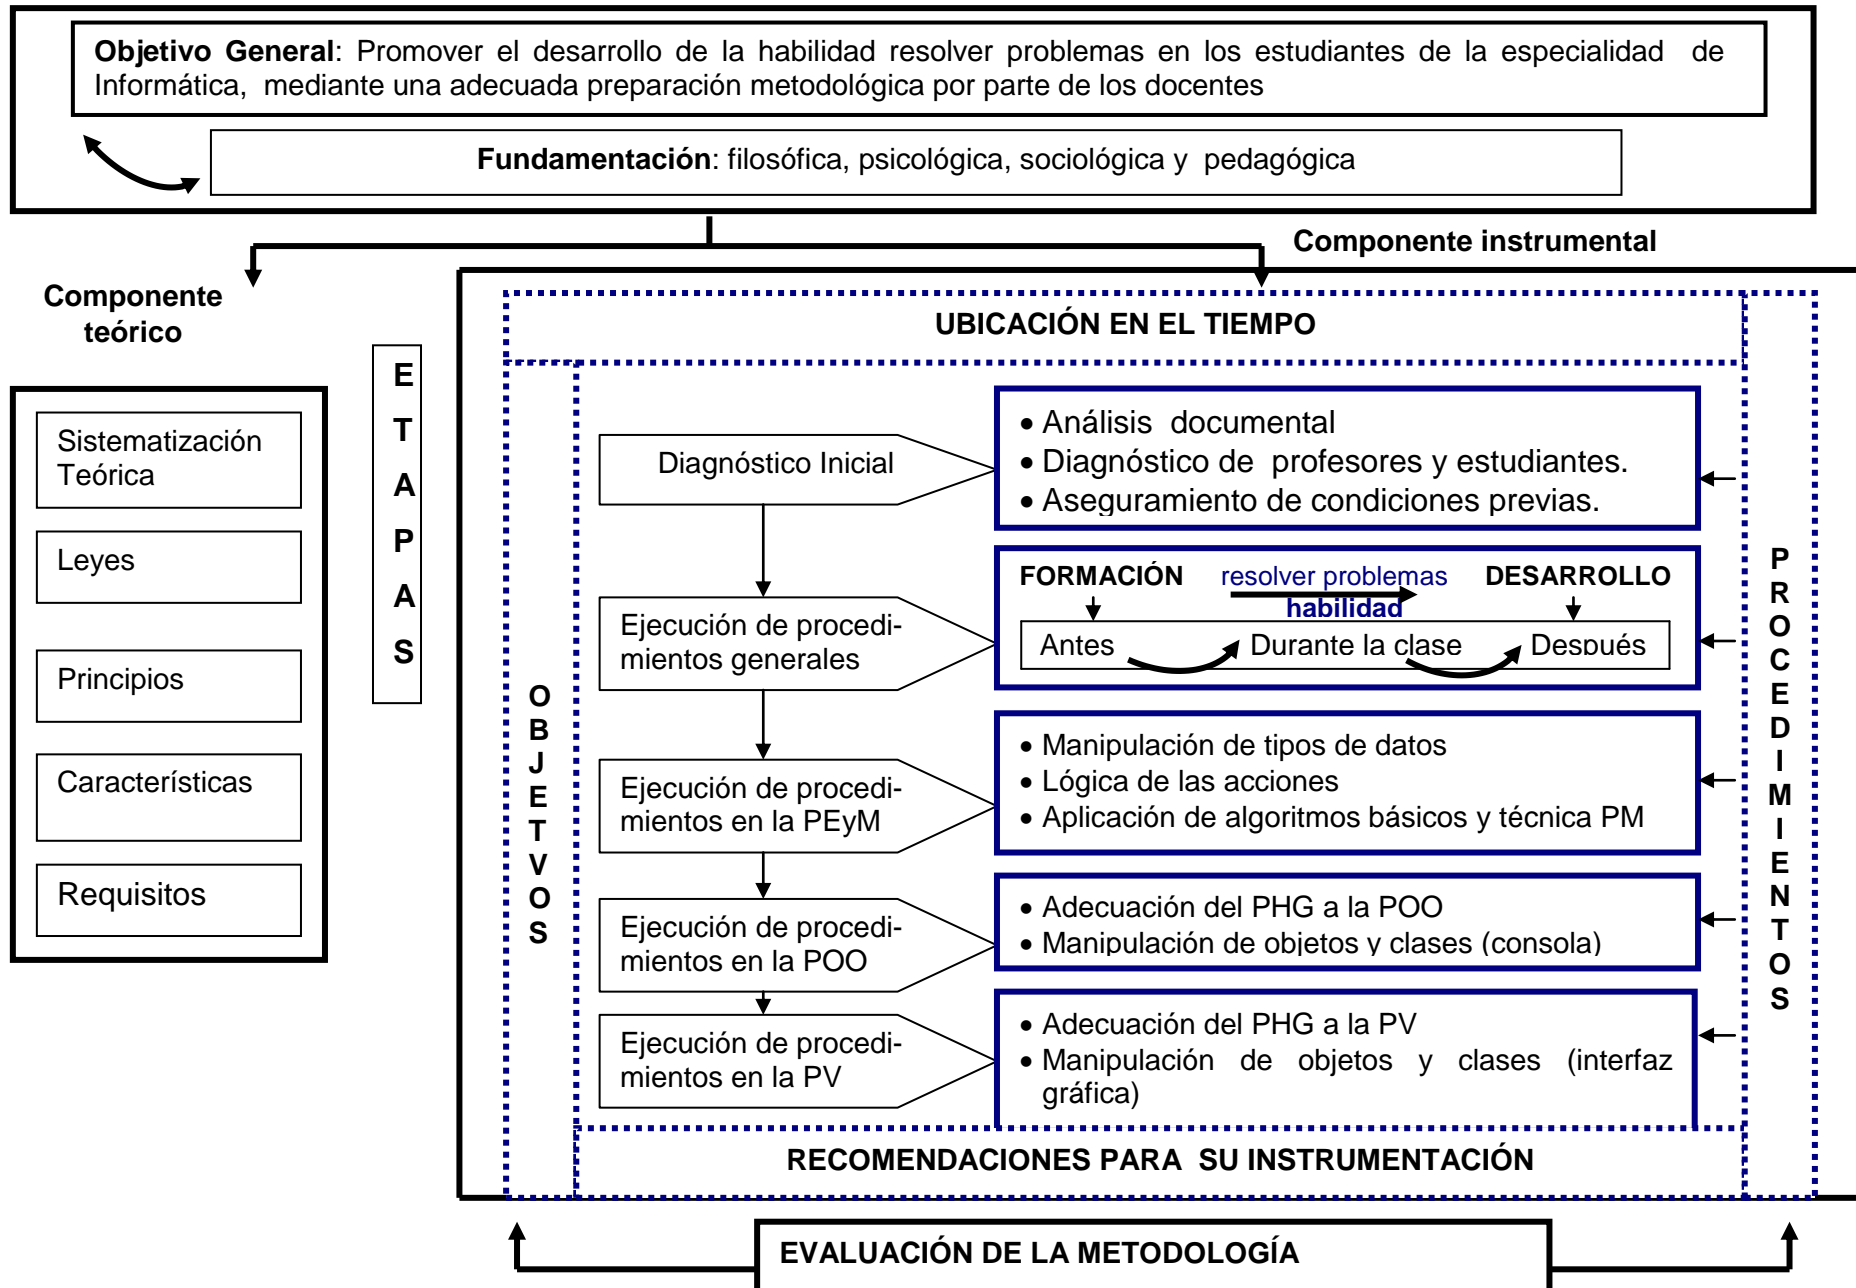 Objetivo General: Promover el desarrollo de la habilidad resolver problemas en los estudiantes de la especialidad de
Informática, mediante una adecuada preparación metodológica por parte de los docentes
Fundamentación: filosófica, psicológica, sociológica y pedagógica
Componente instrumental
Componente
teórico
Sistematización
Teórica
Leyes
Principios
Características
Requisitos
E
T
A
P
A
S
UBICACIÓN EN EL TIEMPO
O
B
J
E
T
V
O
S
Diagnóstico Inicial
• Análisis documental
• Diagnóstico de profesores y estudiantes.
• Aseguramiento de condiciones previas.
Ejecución de procedi-
mientos generales
FORMACIÓN resolver problemas DESARROLLO
habilidad
Antes Durante la clase Después
Ejecución de procedi-
mientos en la PEyM
• Manipulación de tipos de datos
• Lógica de las acciones
• Aplicación de algoritmos básicos y técnica PM
Ejecución de procedi-
mientos en la POO
• Adecuación del PHG a la POO
• Manipulación de objetos y clases (consola)
Ejecución de procedi-
mientos en la PV
• Adecuación del PHG a la PV
• Manipulación de objetos y clases (interfaz
gráfica)
P
R
O
C
E
D
I
M
I
E
N
T
O
S
RECOMENDACIONES PARA SU INSTRUMENTACIÓN
EVALUACIÓN DE LA METODOLOGÍA